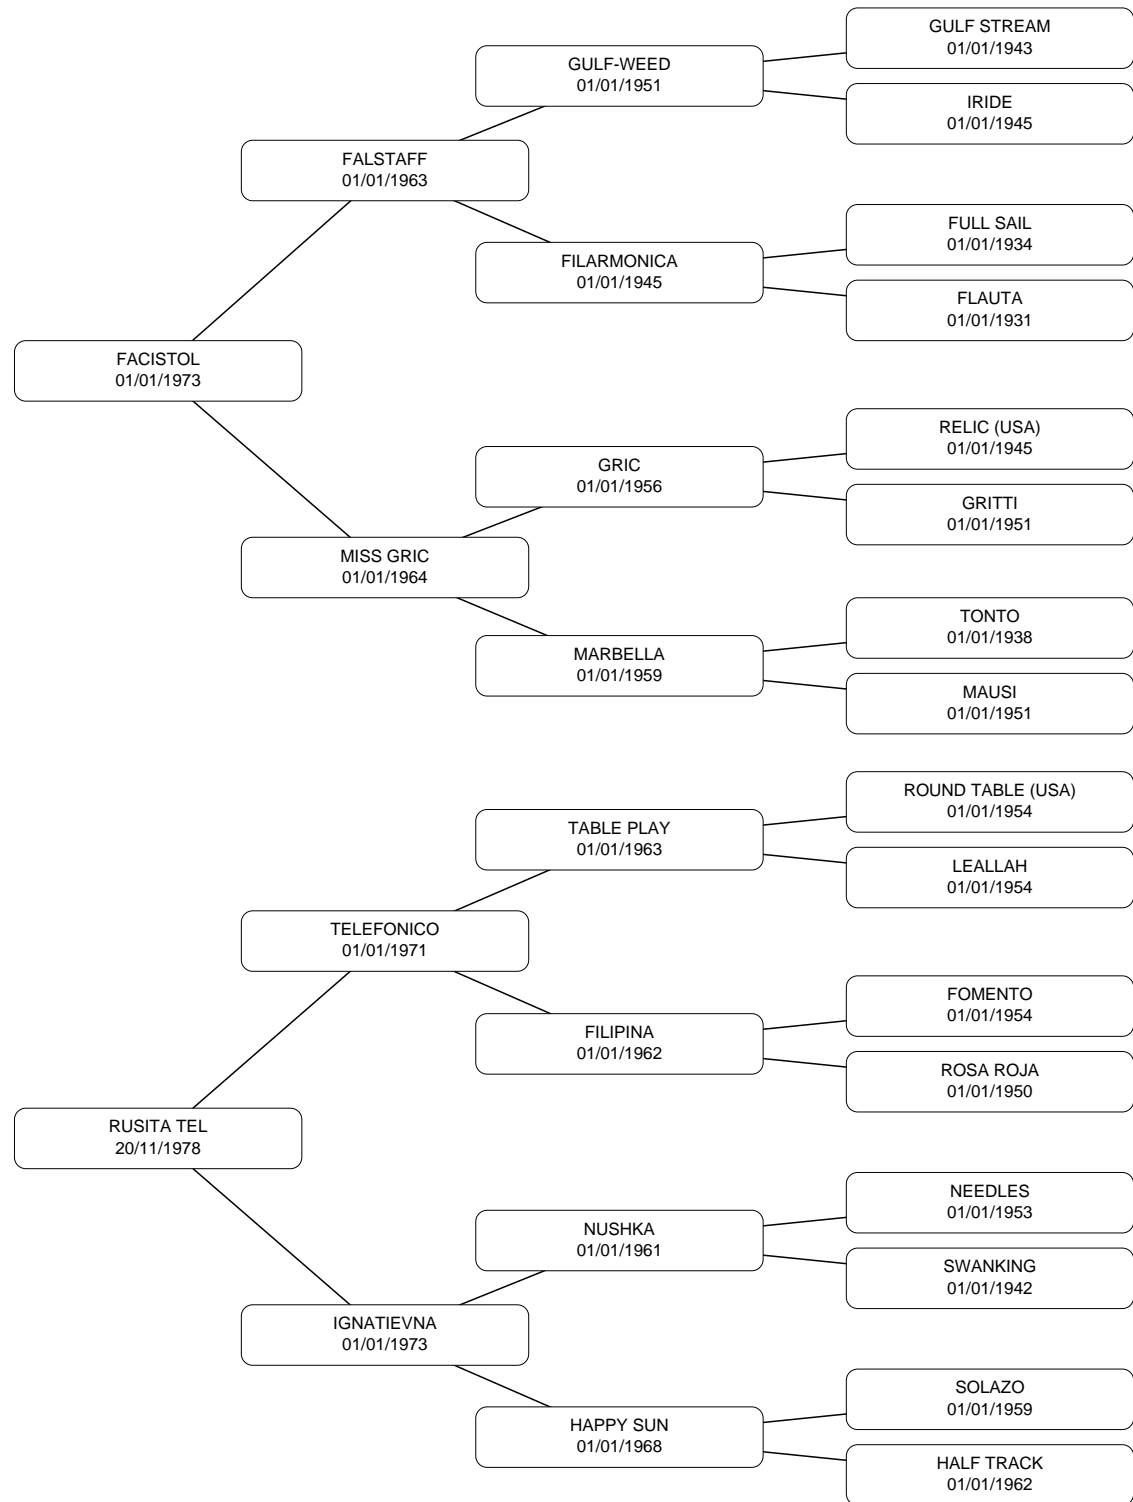 GULF STREAM
01/01/1943
GULF-WEED
01/01/1951
IRIDE
01/01/1945
FALSTAFF
01/01/1963
FULL SAIL
01/01/1934
FILARMONICA
01/01/1945
FLAUTA
01/01/1931
FACISTOL
01/01/1973
RELIC (USA)
01/01/1945
GRIC
01/01/1956
GRITTI
01/01/1951
MISS GRIC
01/01/1964
TONTO
01/01/1938
MARBELLA
01/01/1959
MAUSI
01/01/1951
ROUND TABLE (USA)
01/01/1954
TABLE PLAY
01/01/1963
LEALLAH
01/01/1954
TELEFONICO
01/01/1971
FOMENTO
01/01/1954
FILIPINA
01/01/1962
ROSA ROJA
01/01/1950
RUSITA TEL
20/11/1978
NEEDLES
01/01/1953
NUSHKA
01/01/1961
SWANKING
01/01/1942
IGNATIEVNA
01/01/1973
SOLAZO
01/01/1959
HAPPY SUN
01/01/1968
HALF TRACK
01/01/1962